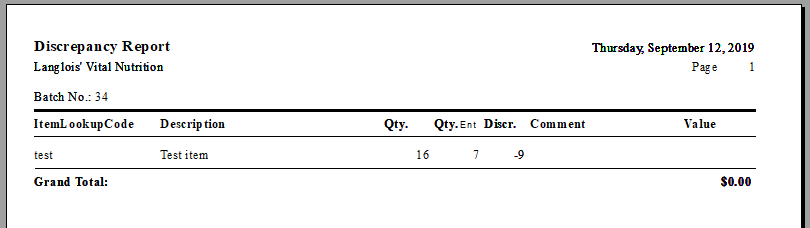 Discrepancy Report Thursday, September 12, 2019
Langlois' Vital Nutrition Page 1
Batch No.: 34
ItemLookupCode Description Qty. Qty. Ent Discr. Comment Value
test Test item 16 7 -9
Grand Total: $0.00